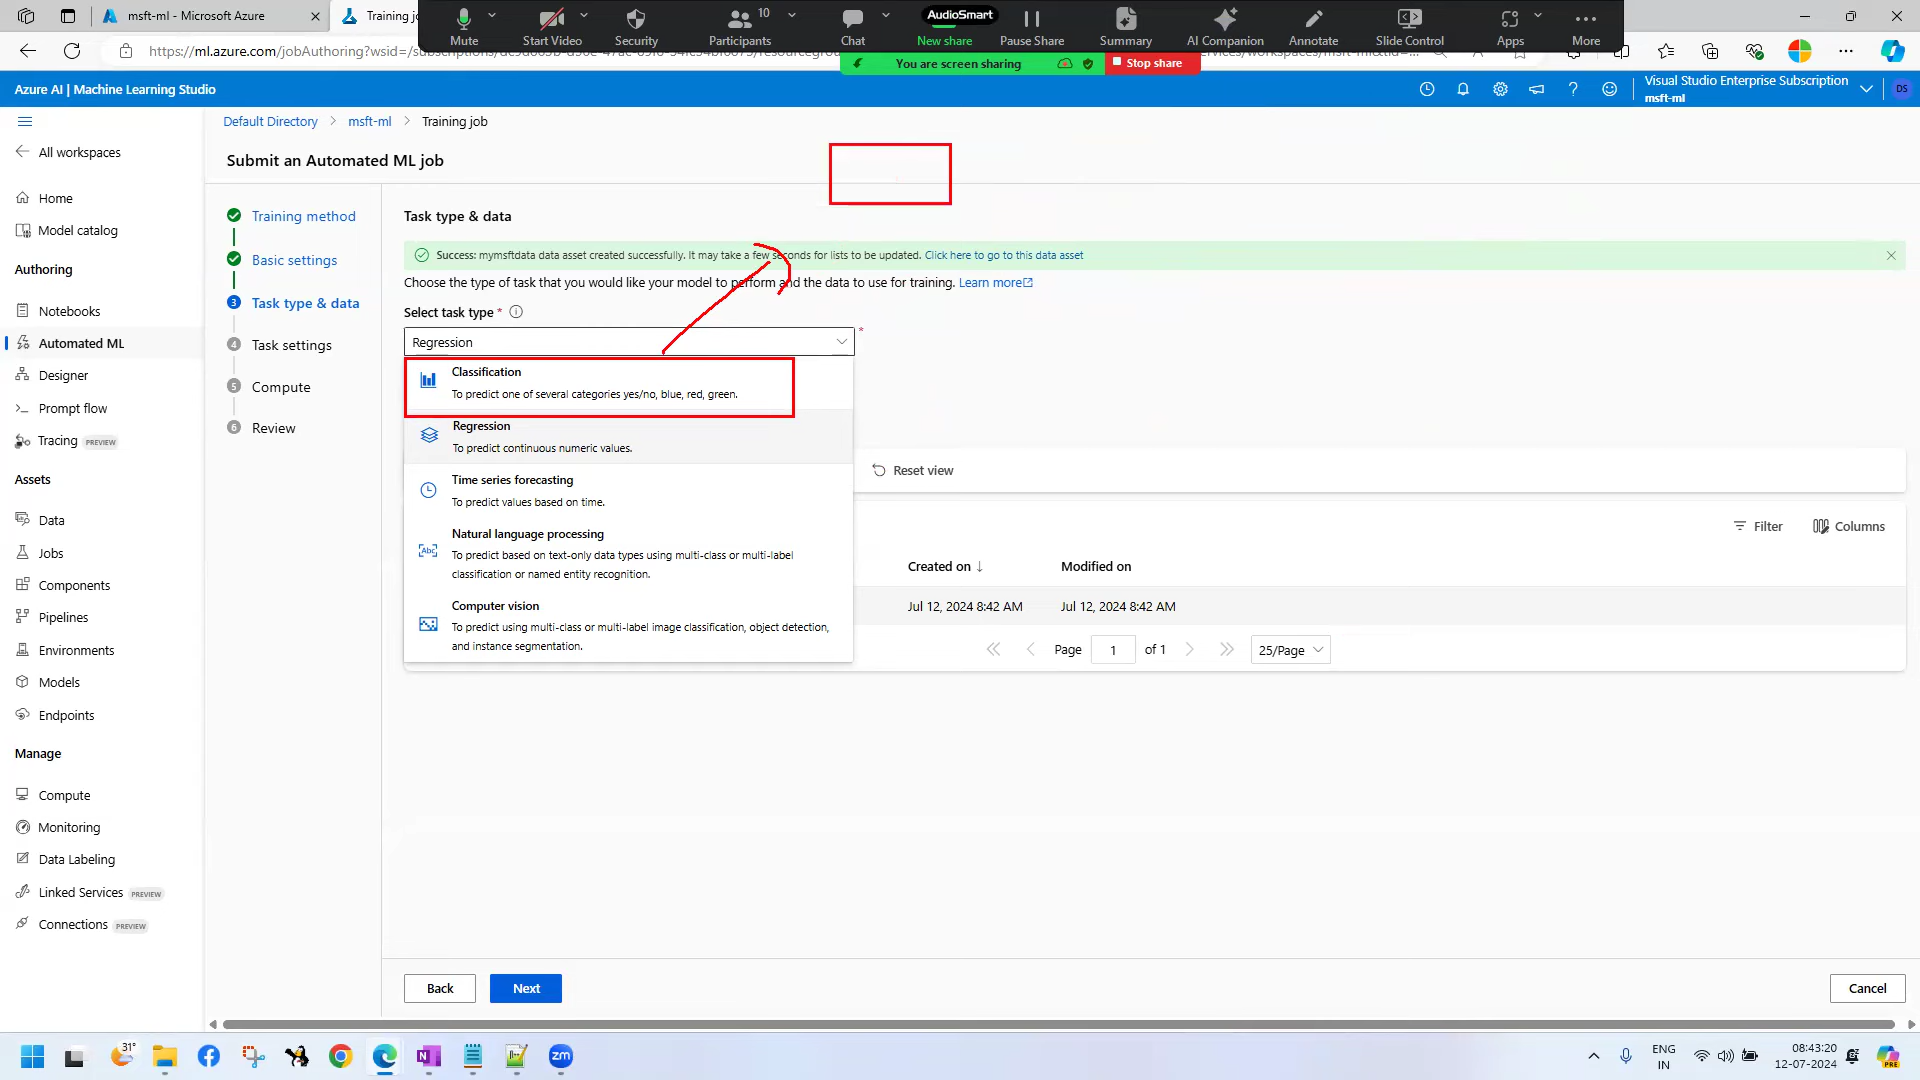 msft-ml - Microsoft Azure
Training jo
Mute
Start Video
Security
Participants
10
Chat
AudioSmart
New share
Pause Share
Summary
AI Companion
Annotate
Slide Control
Apps
More
You are screen sharing
Stop share
Azure AI | Machine Learning Studio
Visual Studio Enterprise Subscription
msft-ml
DS
Default Directory > msft-ml > Training job
All workspaces
Submit an Automated ML job
Home
Model catalog
Authoring
Notebooks
Automated ML
Designer
Prompt flow
Tracing PREVIEW
Assets
Data
Jobs
Components
Pipelines
Environments
Models
Endpoints
Manage
Compute
Monitoring
Data Labeling
Linked Services PREVIEW
Connections PREVIEW
Training method
Basic settings
3 Task type & data
4 Task settings
5 Compute
6 Review
Task type & data
Success: mymsftdata data asset created successfully. It may take a few seconds for lists to be updated. Click here to go to this data asset
Choose the type of task that you would like your model to perform and the data to use for training. Learn more
Select task type *
Regression
*
Classification
To predict one of several categories yes/no, blue, red, green.
Regression
To predict continuous numeric values.
Time series forecasting
To predict values based on time.
Natural language processing
To predict based on text-only data types using multi-class or multi-label
classification or named entity recognition.
Computer vision
To predict using multi-class or multi-label image classification, object detection,
and instance segmentation.
Reset view
Filter
Columns
Created on ↓
Modified on
Jul 12, 2024 8:42 AM
Jul 12, 2024 8:42 AM
Page 1 of 1
25/Page
Back
Next
Cancel
31°
zm
ENG
IN
08:43:20
12-07-2024